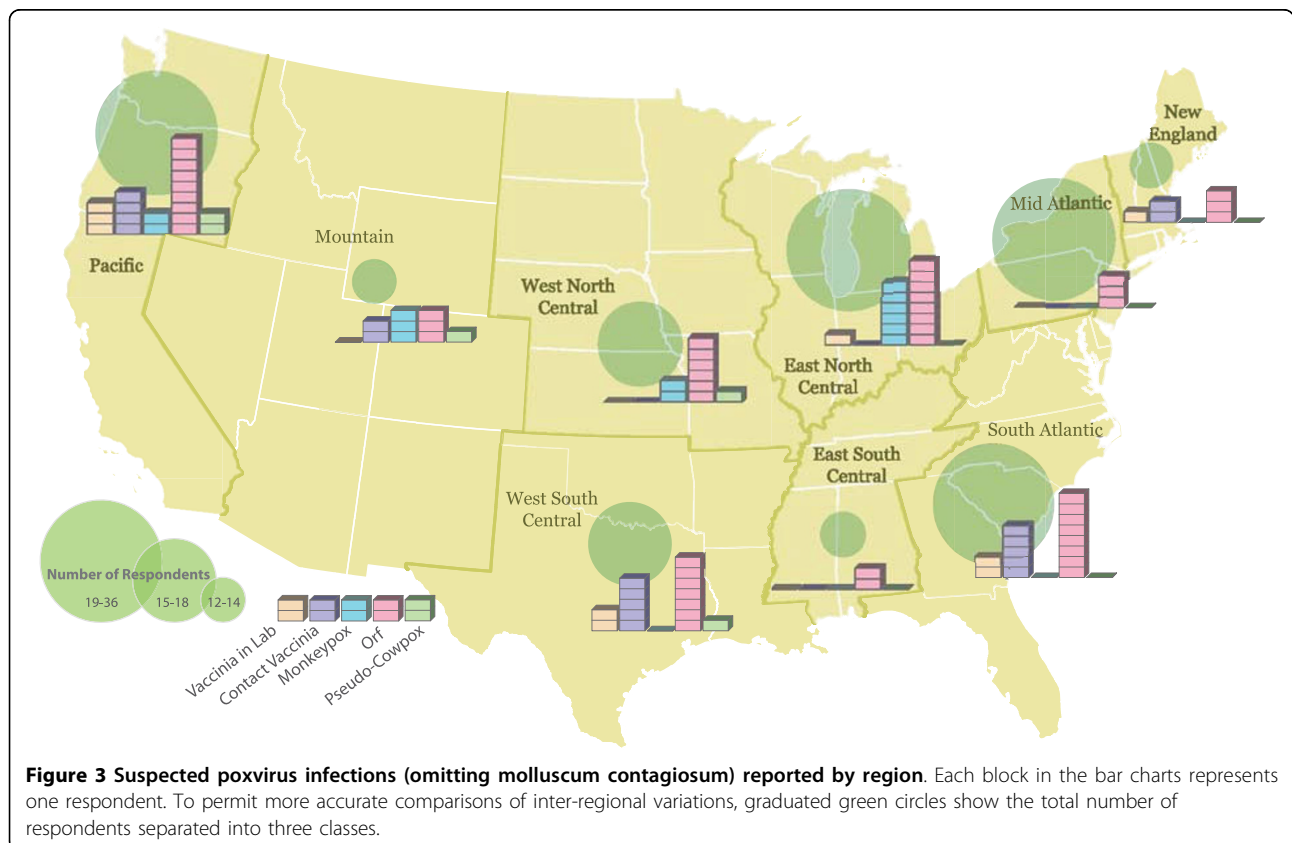 New
England
Mid Atlantic
Mountain
Pacific
West North
Central
East North
Central
South Atlantic
East South
Central
West South
Central
Number of Respondents
19-36
15-18
12-14
Vaccinia in Lab
Contact Vaccinia
Monkeypox
Orf
Pseudo-Cowpox
Figure 3 Suspected poxvirus infections (omitting molluscum contagiosum) reported by region. Each block in the bar charts represents
one respondent. To permit more accurate comparisons of inter-regional variations, graduated green circles show the total number of
respondents separated into three classes.